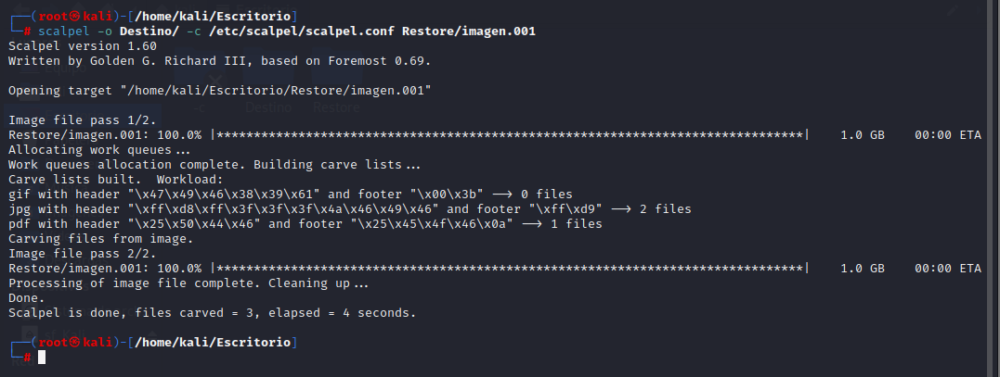 ┌──(root㉿kali)-[/home/kali/Escritorio]
└─# scalpel -o Destino/ -c /etc/scalpel/scalpel.conf Restore/imagen.001
Scalpel version 1.60
Written by Golden G. Richard III, based on Foremost 0.69.

Opening target "/home/kali/Escritorio/Restore/imagen.001"

Image file pass 1/2.
Restore/imagen.001: 100.0% |*******************************************************************************|    1.0 GB    00:00 ETA
Allocating work queues...
Work queues allocation complete. Building carve lists...
Carve lists built.  Workload:
gif with header "\x47\x49\x46\x38\x39\x61" and footer "\x00\x3b" --> 0 files
jpg with header "\xff\xd8\xff\x3f\x3f\x3f\x4a\x46\x49\x46" and footer "\xff\xd9" --> 2 files
pdf with header "\x25\x50\x44\x46" and footer "\x25\x45\x4f\x46\x0a" --> 1 files
Carving files from image.
Image file pass 2/2.
Restore/imagen.001: 100.0% |*******************************************************************************|    1.0 GB    00:00 ETA
Processing of image file complete. Cleaning up...
Done.
Scalpel is done, files carved = 3, elapsed = 4 seconds.

┌──(root㉿kali)-[/home/kali/Escritorio]
└─#